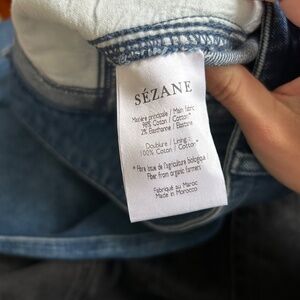 SÉZANE
Matière principale / Main fabric
98% Coton / Cotton*
2% Elasthanne / Elastane
Doublure / Lining :
100% Coton / Cotton*
* Fibre issue de l'agriculture biologique
Fiber from organic farmers
Fabriqué au Maroc
Made in Morocco